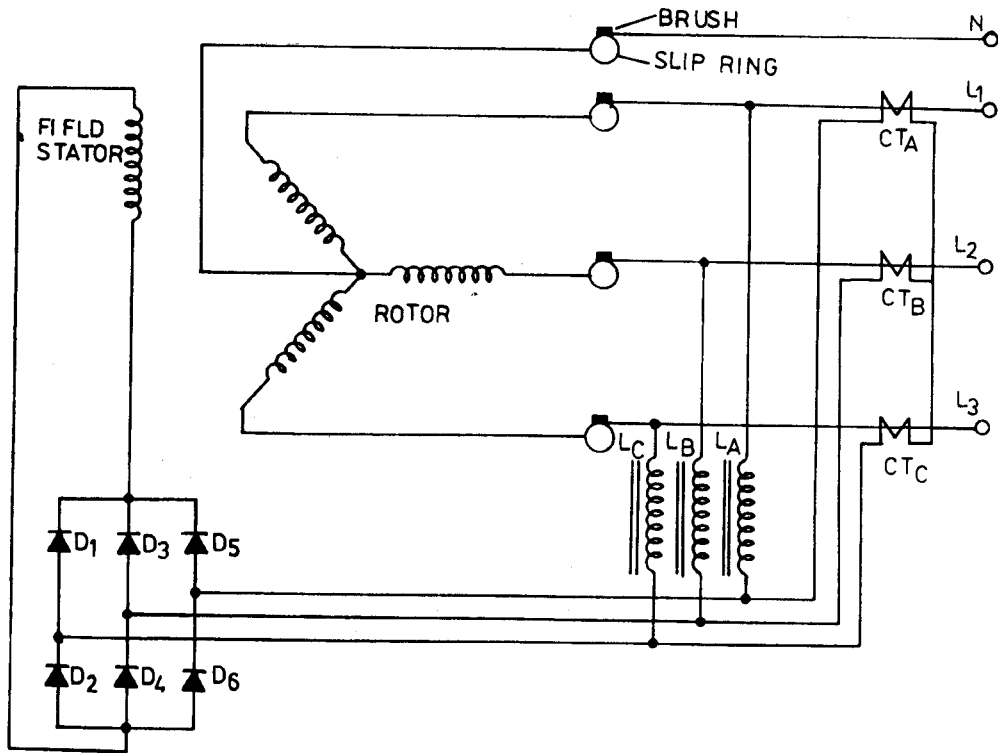 BRUSH
N
SLIP RING
L1
FIFLD
STATOR
CTA
L2
CTB
ROTOR
L3
LC LB LA
CTC
D1 D3 D5
D2 D4 D6